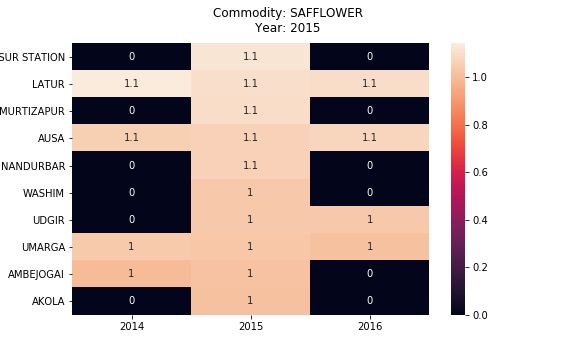 Commodity: SAFFLOWER
Year: 2015
SUR STATION 0 1.1 0
LATUR 1.1 1.1 1.1
MURTIZAPUR 0 1.1 0
AUSA 1.1 1.1 1.1
NANDURBAR 0 1.1 0
WASHIM 0 1 0
UDGIR 0 1 1
UMARGA 1 1 1
AMBEJOGAI 1 1 0
AKOLA 0 1 0
2014 2015 2016
1.0
0.8
0.6
0.4
0.2
0.0